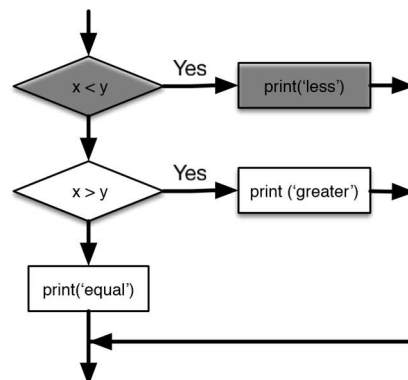 Yes
x < y
print(‘less’)
Yes
x > y
print (‘greater’)
print(‘equal’)